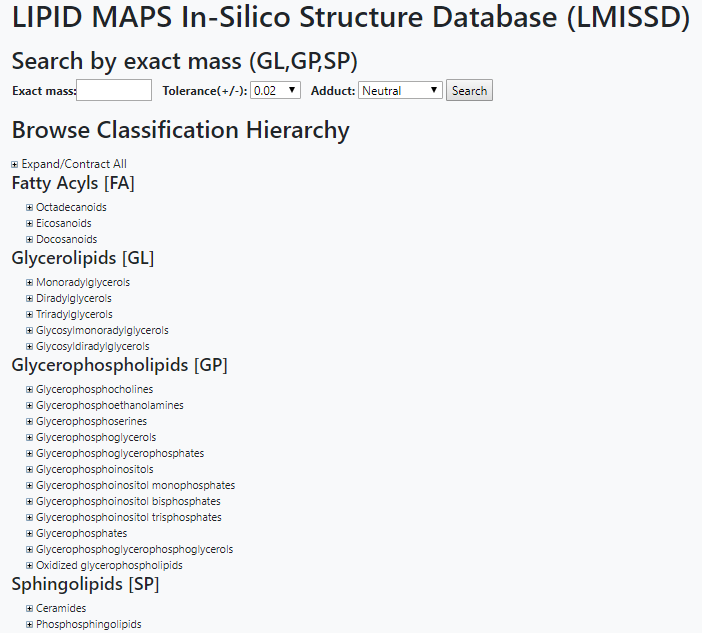 LIPID MAPS In-Silico Structure Database (LMISSD)
Search by exact mass (GL,GP,SP)
Exact mass: Tolerance(+/-): 0.02 Adduct: Neutral Search
Browse Classification Hierarchy
Expand/Contract All
Fatty Acyls [FA]
Octadecanoids
Eicosanoids
Docosanoids
Glycerolipids [GL]
Monoradylglycerols
Diradylglycerols
Triradylglycerols
Glycosylmonoradylglycerols
Glycosyldiradylglycerols
Glycerophospholipids [GP]
Glycerophosphocholines
Glycerophosphoethanolamines
Glycerophosphoserines
Glycerophosphoglycerols
Glycerophosphoglycerophosphates
Glycerophosphoinositols
Glycerophosphoinositol monophosphates
Glycerophosphoinositol bisphosphates
Glycerophosphoinositol trisphosphates
Glycerophosphates
Glycerophosphoglycerophosphoglycerols
Oxidized glycerophospholipids
Sphingolipids [SP]
Ceramides
Phosphosphingolipids